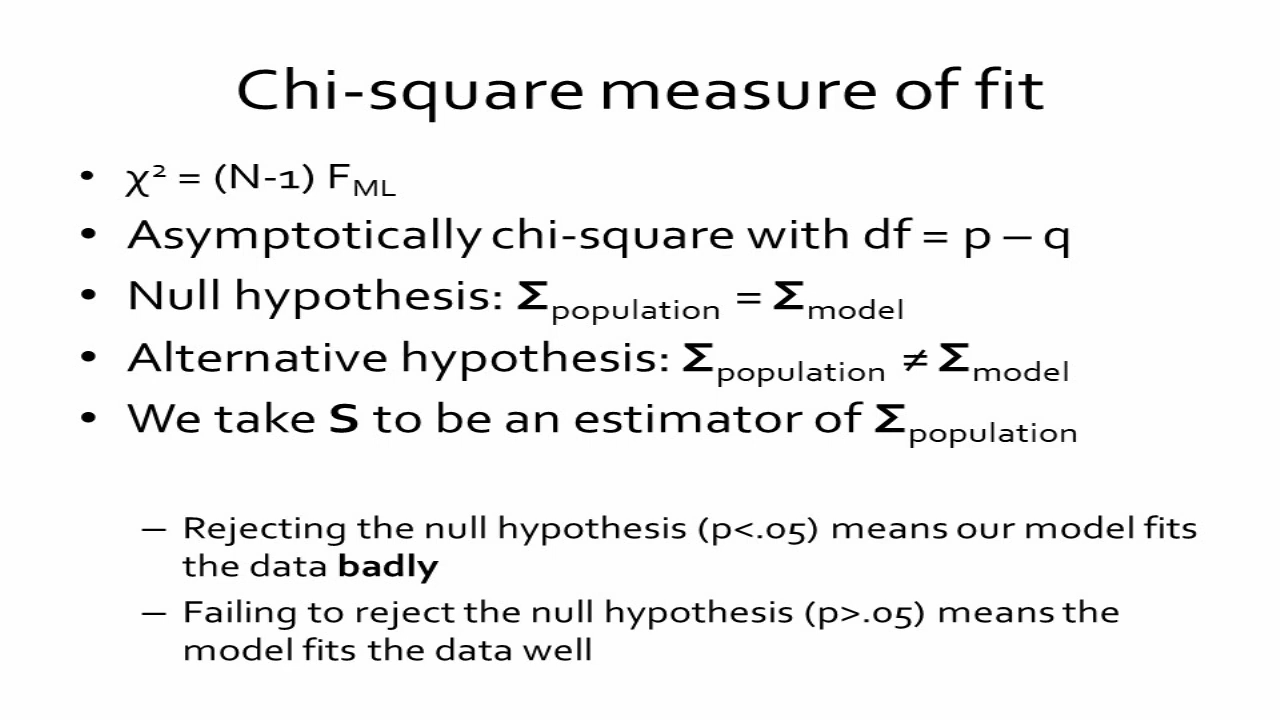 Chi-square measure of fit
• χ² = (N-1) F_ML
• Asymptotically chi-square with df = p – q
• Null hypothesis: Σ_population = Σ_model
• Alternative hypothesis: Σ_population ≠ Σ_model
• We take S to be an estimator of Σ_population
– Rejecting the null hypothesis (p<.05) means our model fits
the data badly
– Failing to reject the null hypothesis (p>.05) means the
model fits the data well